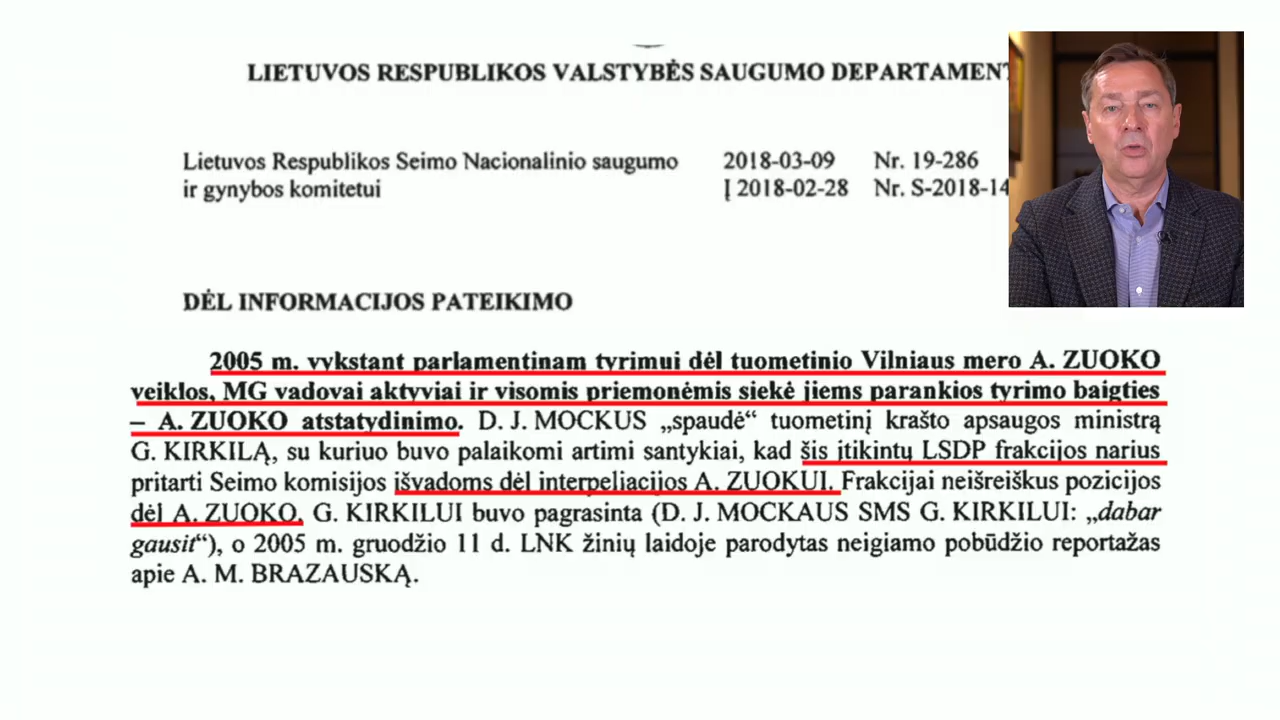 LIETUVOS RESPUBLIKOS VALSTYBĖS SAUGUMO DEPARTAMENT
Lietuvos Respublikos Seimo Nacionalinio saugumo 2018-03-09 Nr. 19-286
ir gynybos komitetui Į 2018-02-28 Nr. S-2018-14
DĖL INFORMACIJOS PATEIKIMO
2005 m. vykstant parlamentinam tyrimui dėl tuometinio Vilniaus mero A. ZUOKO
veiklos, MG vadovai aktyviai ir visomis priemonėmis siekė jiems parankios tyrimo baigties
– A. ZUOKO atstatydinimo. D. J. MOCKUS „spaudė“ tuometinį krašto apsaugos ministrą
G. KIRKILĄ, su kuriuo buvo palaikomi artimi santykiai, kad šis įtikintų LSDP frakcijos narius
pritarti Seimo komisijos išvadoms dėl interpeliacijos A. ZUOKUI. Frakcijai neišreiškus pozicijos
dėl A. ZUOKO, G. KIRKILUI buvo pagrasinta (D. J. MOCKAUS SMS G. KIRKILUI: „dabar
gausit“), o 2005 m. gruodžio 11 d. LNK žinių laidoje parodytas neigiamo pobūdžio reportažas
apie A. M. BRAZAUSKĄ.